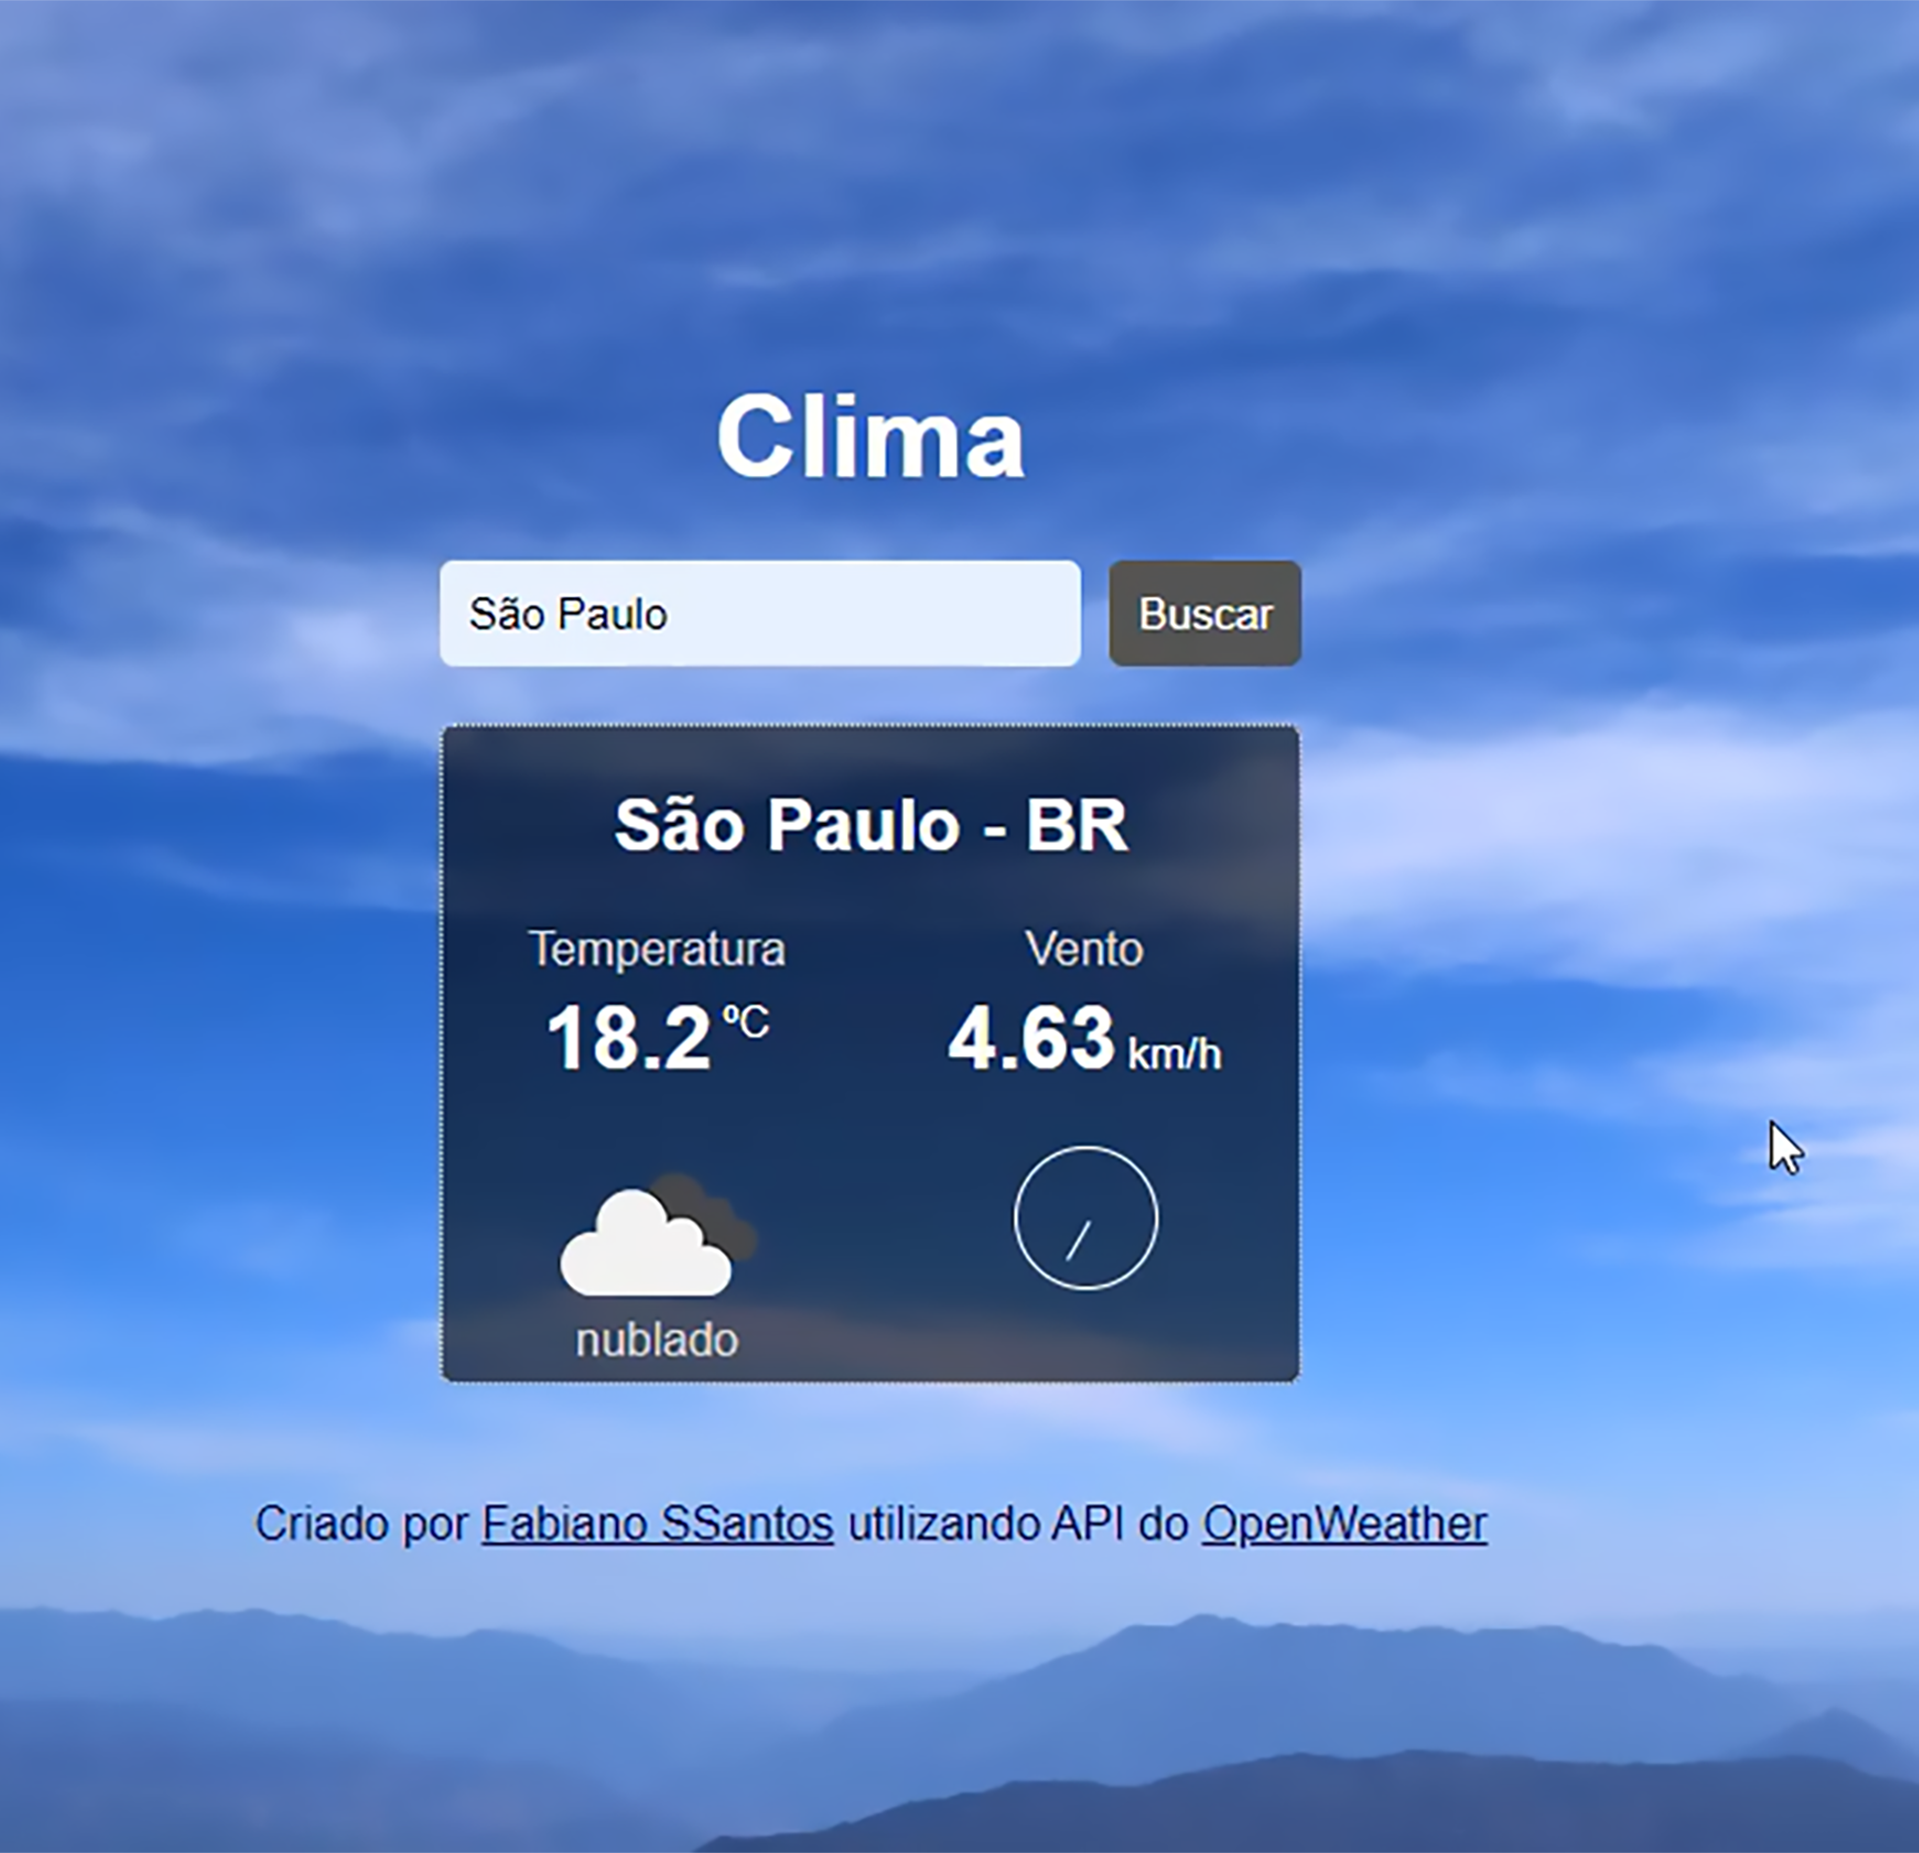 Clima
São Paulo Buscar
São Paulo - BR
Temperatura Vento
18.2 ºC 4.63 km/h
nublado
Criado por Fabiano SSantos utilizando API do OpenWeather